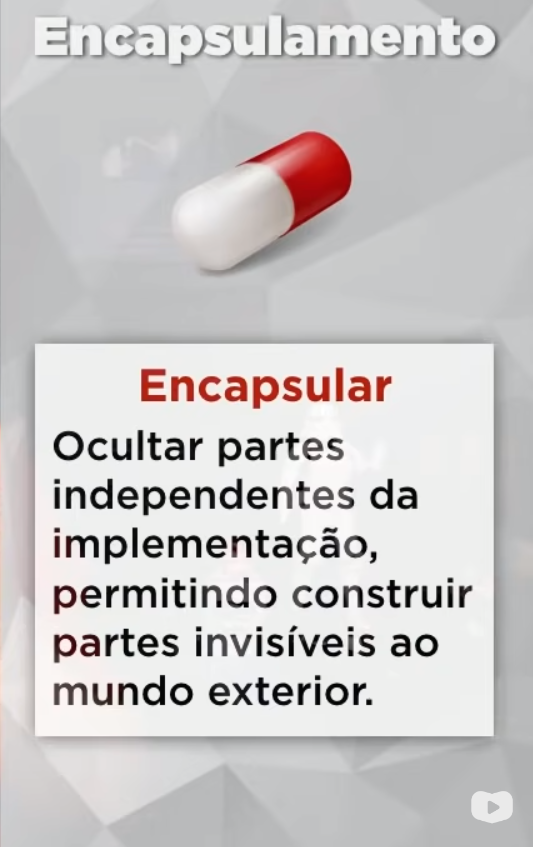 Encapsulamento
Encapsular
Ocultar partes
independentes da
implementação,
permitindo construir
partes invisíveis ao
mundo exterior.